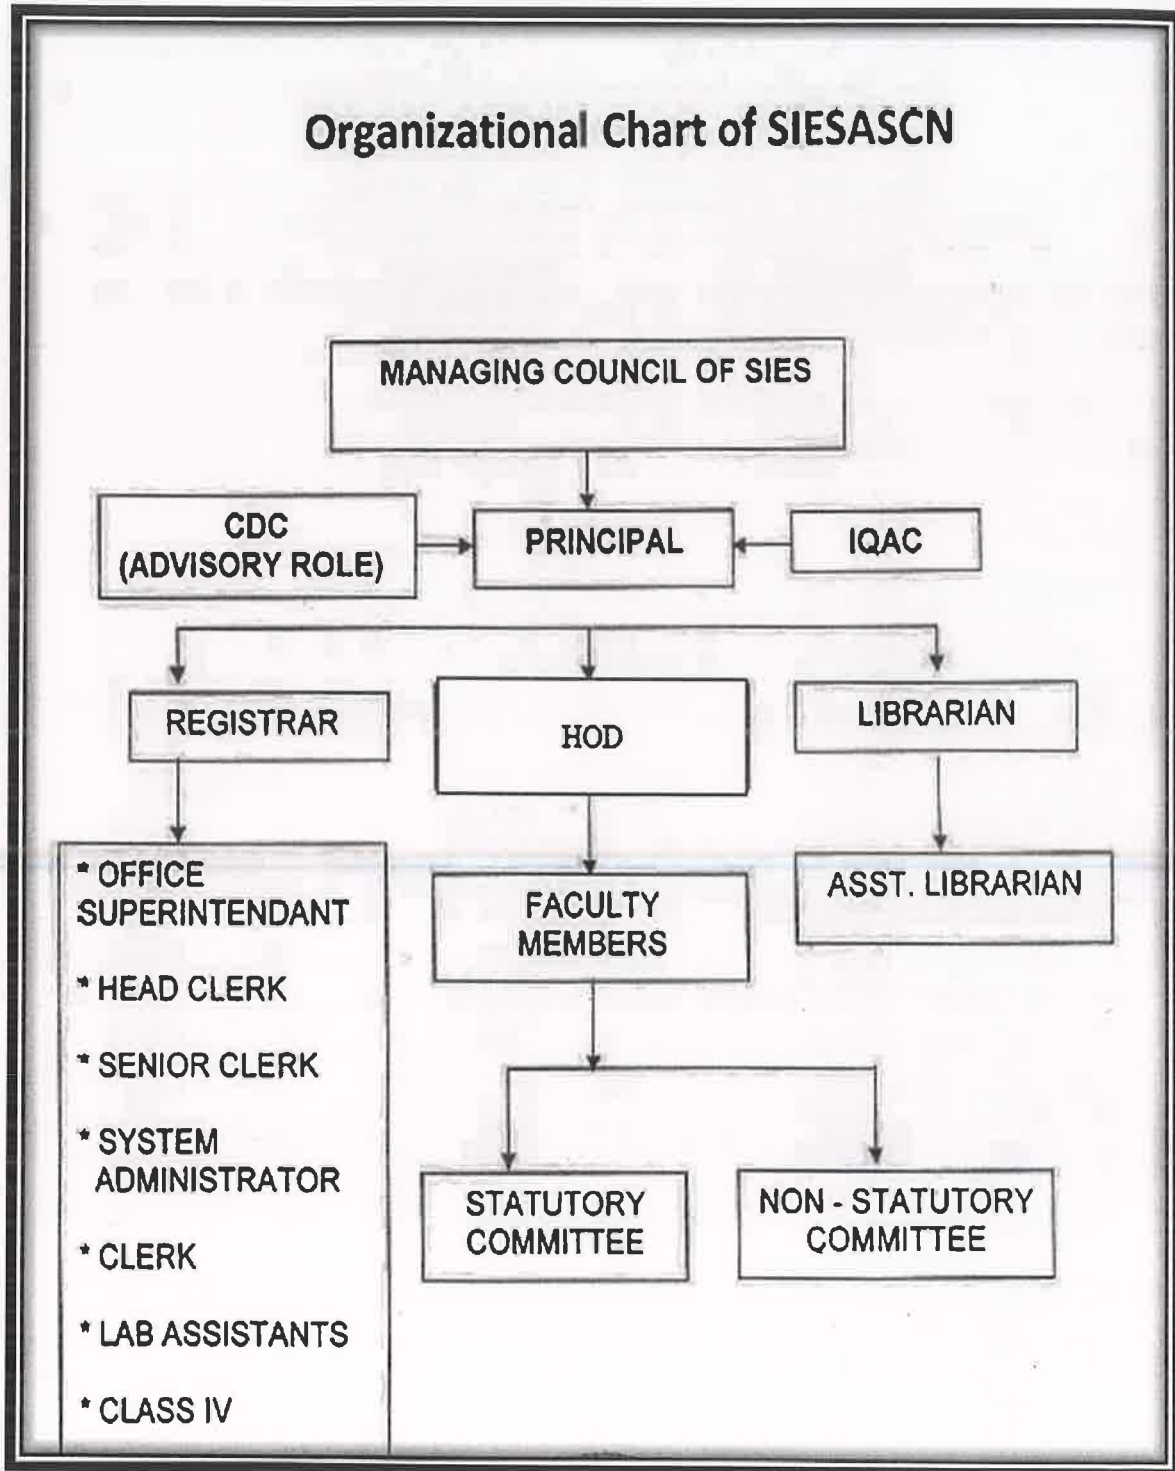 Organizational Chart of SIESASCN
MANAGING COUNCIL OF SIES
CDC
(ADVISORY ROLE)
PRINCIPAL
IQAC
REGISTRAR
HOD
LIBRARIAN
* OFFICE
SUPERINTENDANT
* HEAD CLERK
* SENIOR CLERK
* SYSTEM
ADMINISTRATOR
* CLERK
* LAB ASSISTANTS
* CLASS IV
FACULTY
MEMBERS
ASST. LIBRARIAN
STATUTORY
COMMITTEE
NON - STATUTORY
COMMITTEE